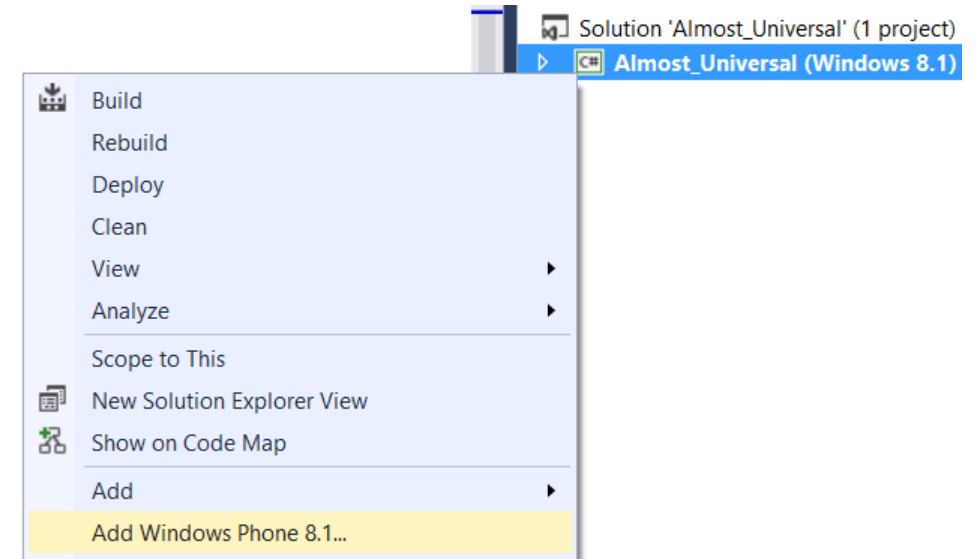 Solution 'Almost_Universal' (1 project)
C# Almost_Universal (Windows 8.1)
Build
Rebuild
Deploy
Clean
View
Analyze
Scope to This
New Solution Explorer View
Show on Code Map
Add
Add Windows Phone 8.1...